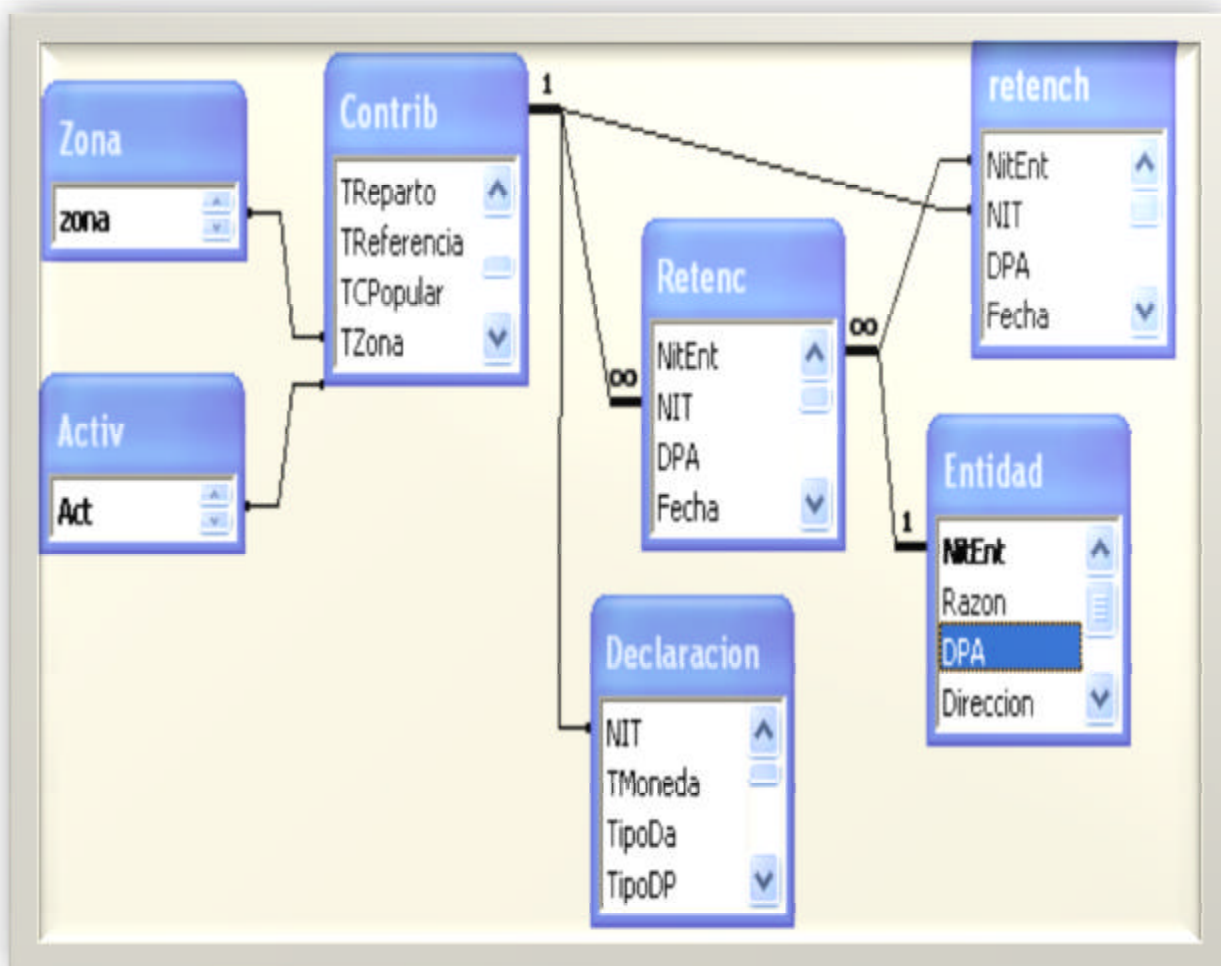 Zona
zona
Activ
Act
Contrib
TReparto
TReferencia
TCPopular
TZona
1
∞
Retenc
NitEnt
NIT
DPA
Fecha
∞
1
retench
NitEnt
NIT
DPA
Fecha
Entidad
NitEnt
Razon
DPA
Direccion
Declaracion
NIT
TMoneda
TipoDa
TipoDP